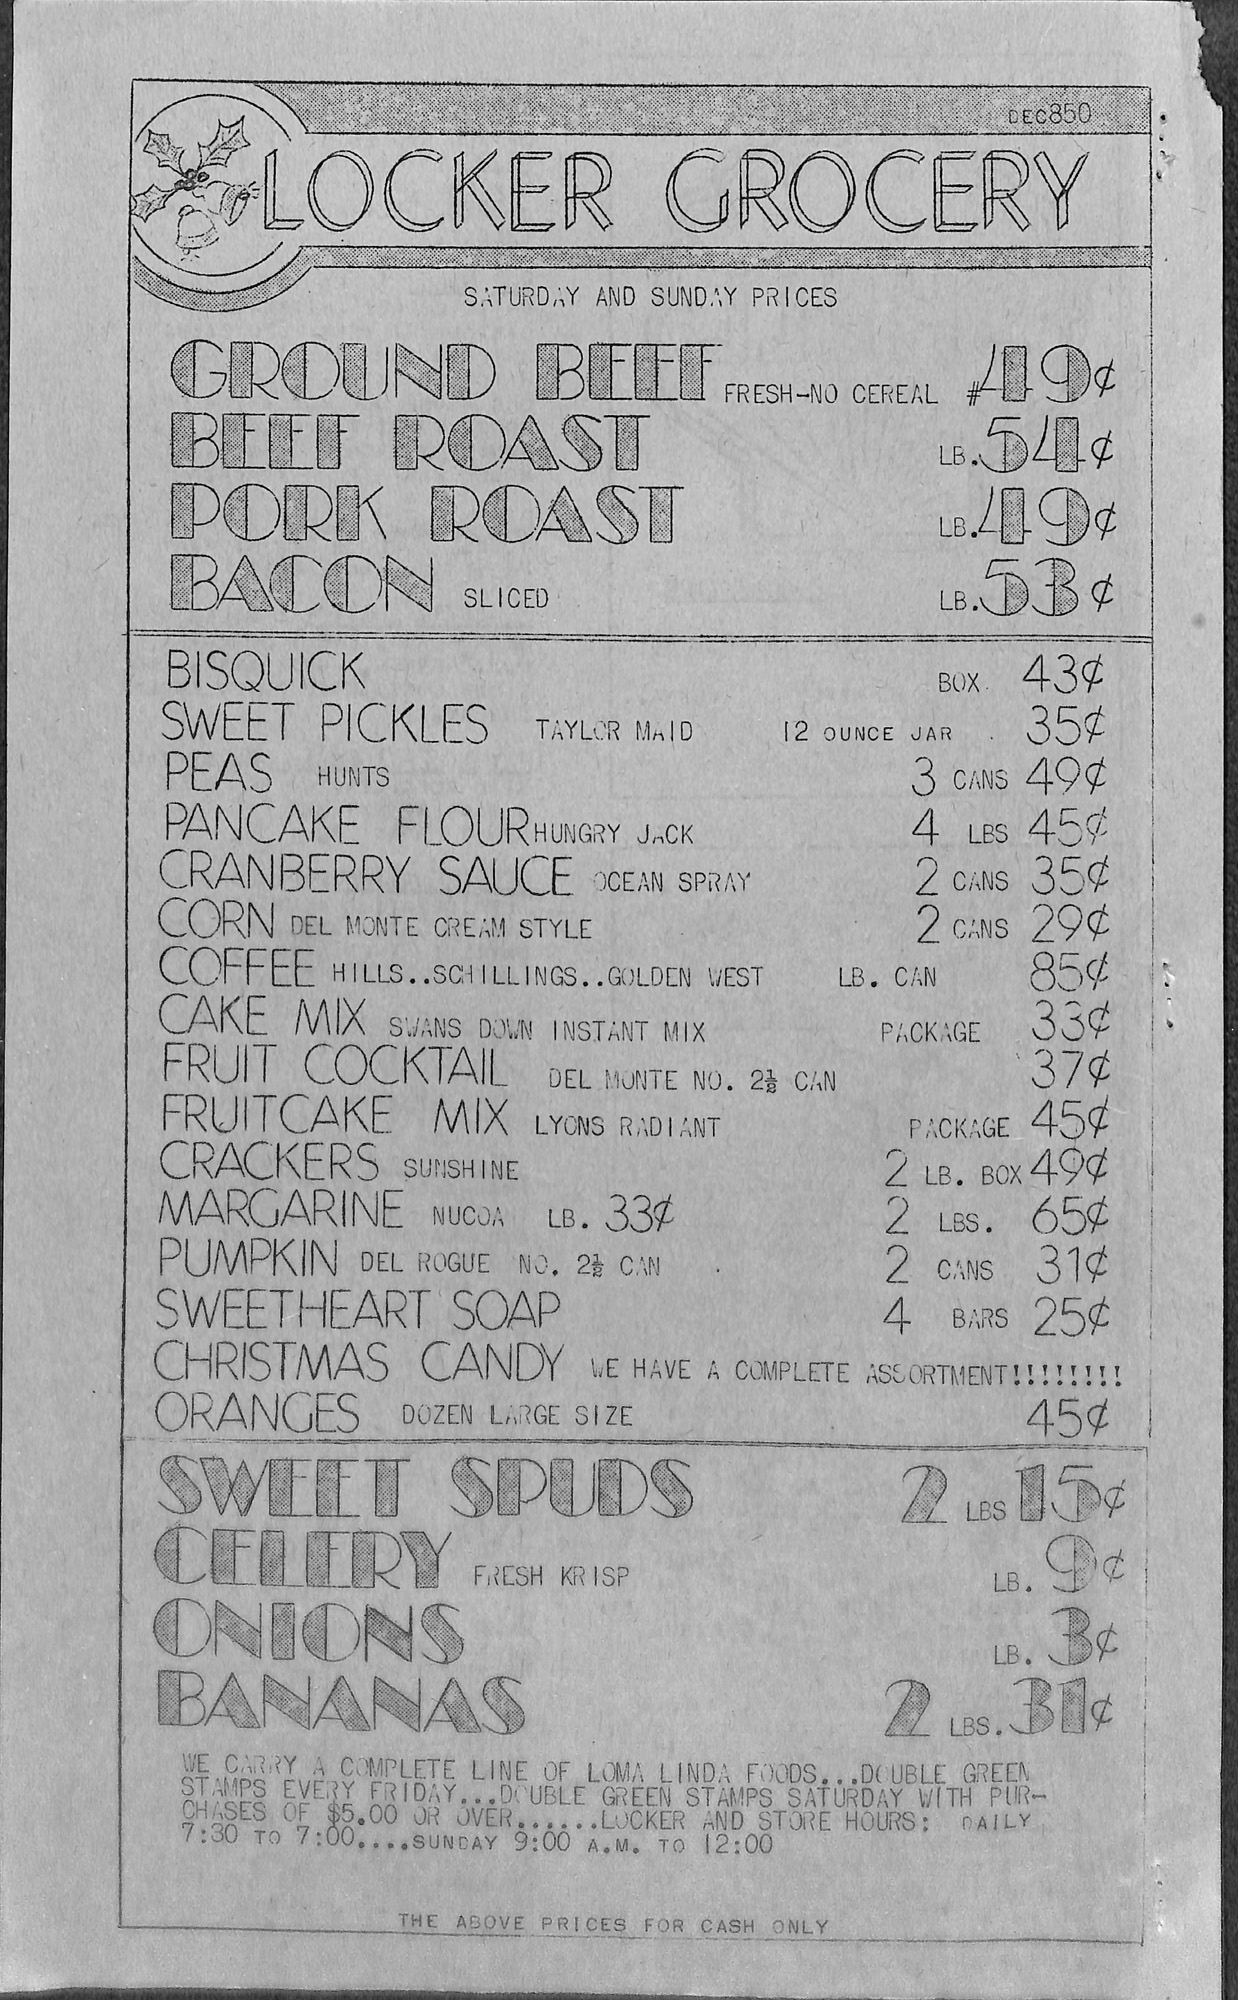 DEC850
LOCKER GROCERY
SATURDAY AND SUNDAY PRICES
GROUND BEEF FRESH-NO CEREAL #49¢
BEEF ROAST LB.54¢
PORK ROAST LB.49¢
BACON SLICED LB.53¢
BISQUICK BOX. 43¢
SWEET PICKLES TAYLOR MAID 12 OUNCE JAR . 35¢
PEAS HUNTS 3 CANS 49¢
PANCAKE FLOUR HUNGRY JACK 4 LBS 45¢
CRANBERRY SAUCE OCEAN SPRAY 2 CANS 35¢
CORN DEL MONTE CREAM STYLE 2 CANS 29¢
COFFEE HILLS..SCHILLINGS..GOLDEN WEST LB. CAN 85¢
CAKE MIX SWANS DOWN INSTANT MIX PACKAGE 33¢
FRUIT COCKTAIL DEL MONTE NO. 2½ CAN 37¢
FRUITCAKE MIX LYONS RADIANT PACKAGE 45¢
CRACKERS SUNSHINE 2 LB. BOX 49¢
MARGARINE NUCOA LB. 33¢ 2 LBS. 65¢
PUMPKIN DEL ROGUE NO. 2½ CAN 2 CANS 31¢
SWEETHEART SOAP 4 BARS 25¢
CHRISTMAS CANDY WE HAVE A COMPLETE ASSORTMENT!!!!!!!!
ORANGES DOZEN LARGE SIZE 45¢
SWEET SPUDS 2 LBS 15¢
CELERY FRESH KRISP LB. 9¢
ONIONS LB. 3¢
BANANAS 2 LBS. 31¢
WE CARRY A COMPLETE LINE OF LOMA LINDA FOODS...DOUBLE GREEN
STAMPS EVERY FRIDAY...DOUBLE GREEN STAMPS SATURDAY WITH PUR-
CHASES OF $5.00 OR OVER......LOCKER AND STORE HOURS: DAILY
7:30 TO 7:00....SUNDAY 9:00 A.M. TO 12:00
THE ABOVE PRICES FOR CASH ONLY